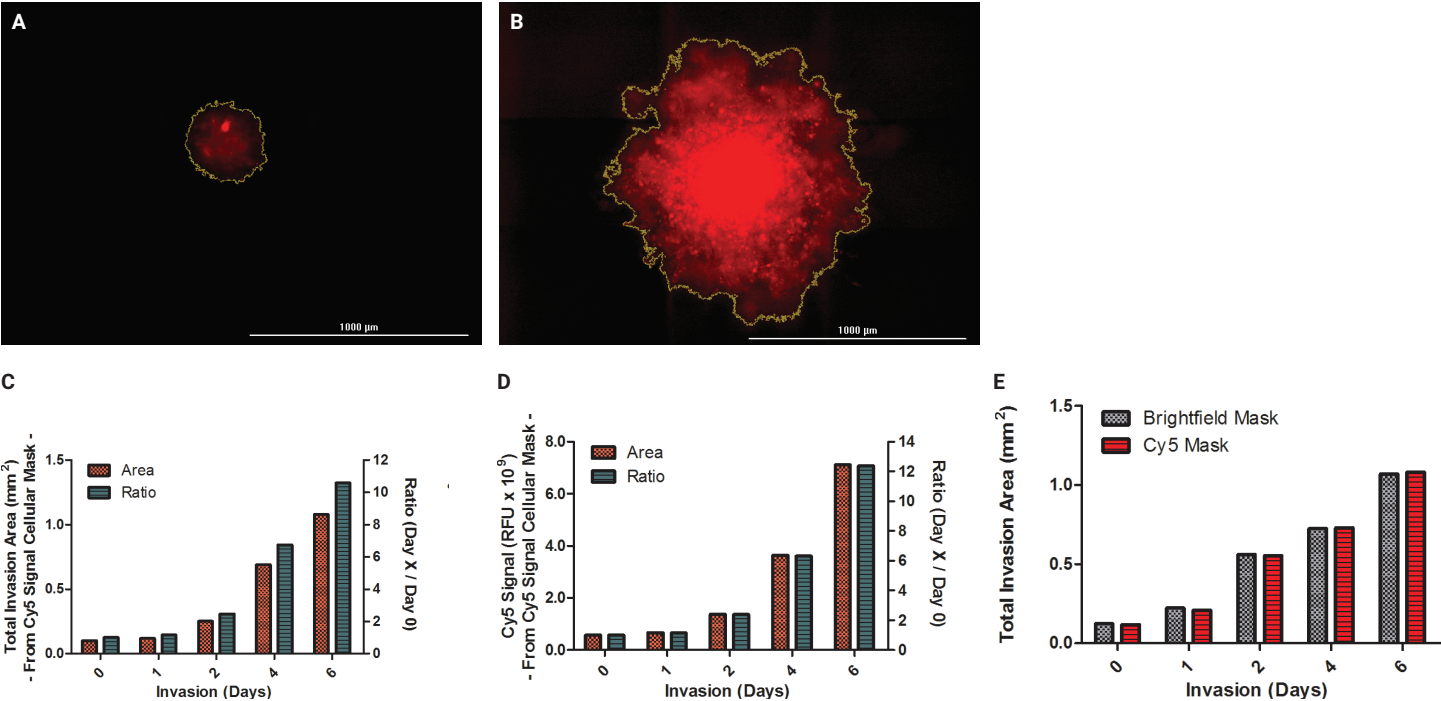 A
1000 µm
B
1000 µm
C
Total Invasion Area (mm2)
- From Cy5 Signal Cellular Mask -
1.5
1.0
0.5
0.0
Area
Ratio
12
10
8
6
4
2
0
Ratio (Day X / Day 0)
0
1
2
4
6
Invasion (Days)
D
Cy5 Signal (RFU x 109)
- From Cy5 Signal Cellular Mask -
8.0
6.0
4.0
2.0
0.0
Area
Ratio
14
12
10
8
6
4
2
0
Ratio (Day X / Day 0)
0
1
2
4
6
Invasion (Days)
E
Total Invasion Area (mm2)
1.5
1.0
0.5
0.0
Brightfield Mask
Cy5 Mask
0
1
2
4
6
Invasion (Days)